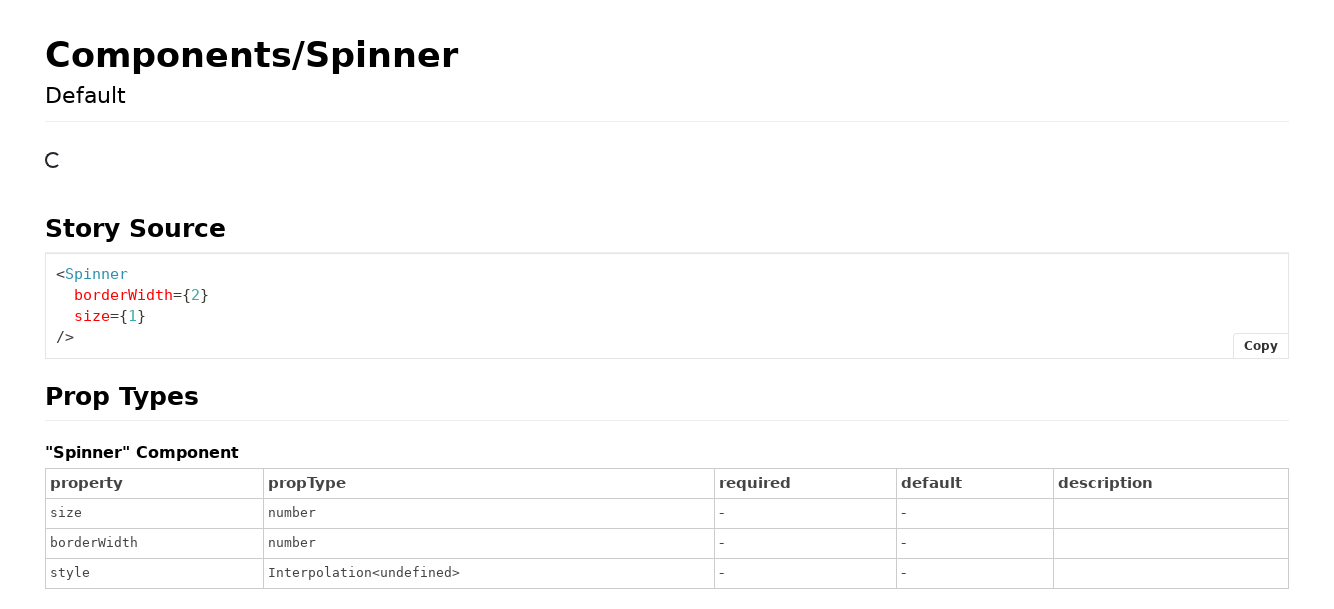 Components/Spinner
Default
Story Source
<Spinner
  borderWidth={2}
  size={1}
/>
Copy
Prop Types
"Spinner" Component
property propType required default description
size number - -
borderWidth number - -
style Interpolation<undefined> - -